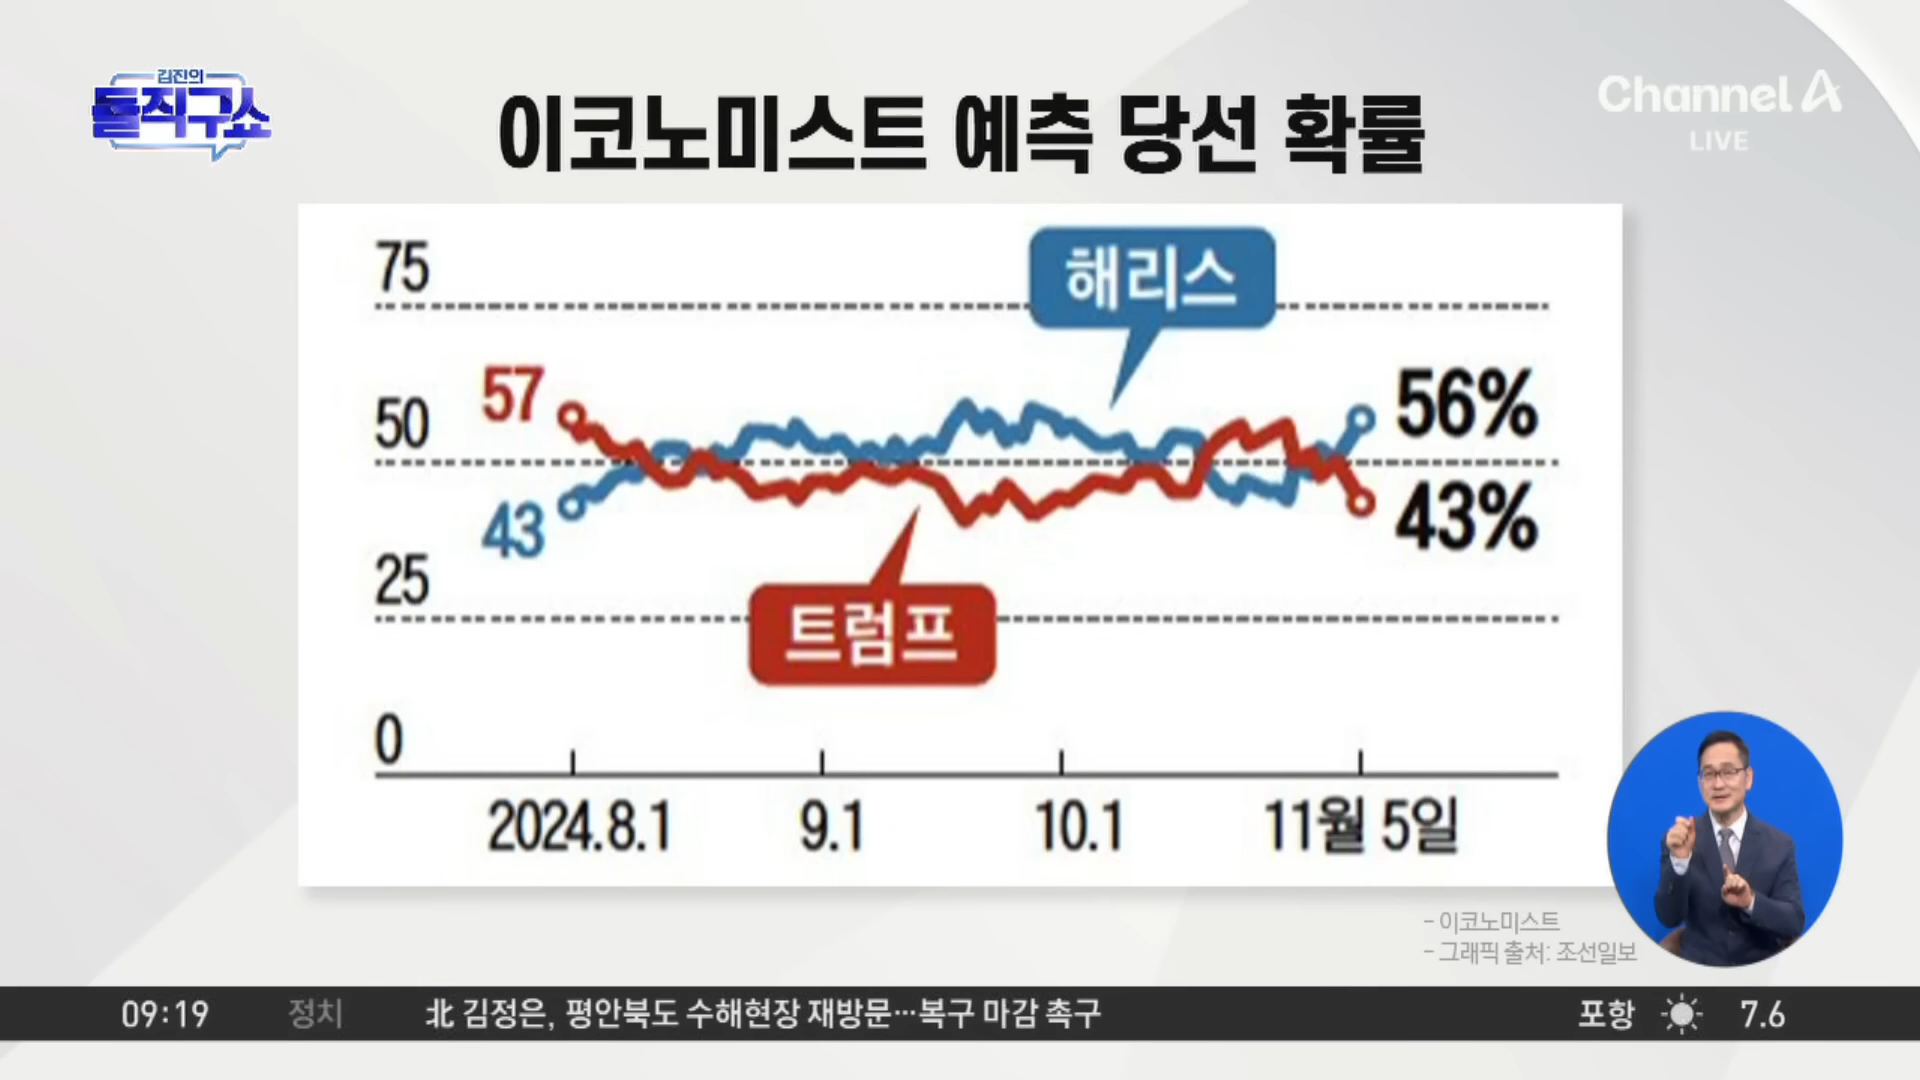 김진의
돌직구쇼
이코노미스트 예측 당선 확률
Channel A
LIVE
75
해리스
57
56%
50
43
43%
25
트럼프
0
2024.8.1 9.1 10.1 11월 5일
- 이코노미스트
- 그래픽 출처: 조선일보
09:19 정치 北 김정은, 평안북도 수해현장 재방문…복구 마감 촉구 포항 7.6